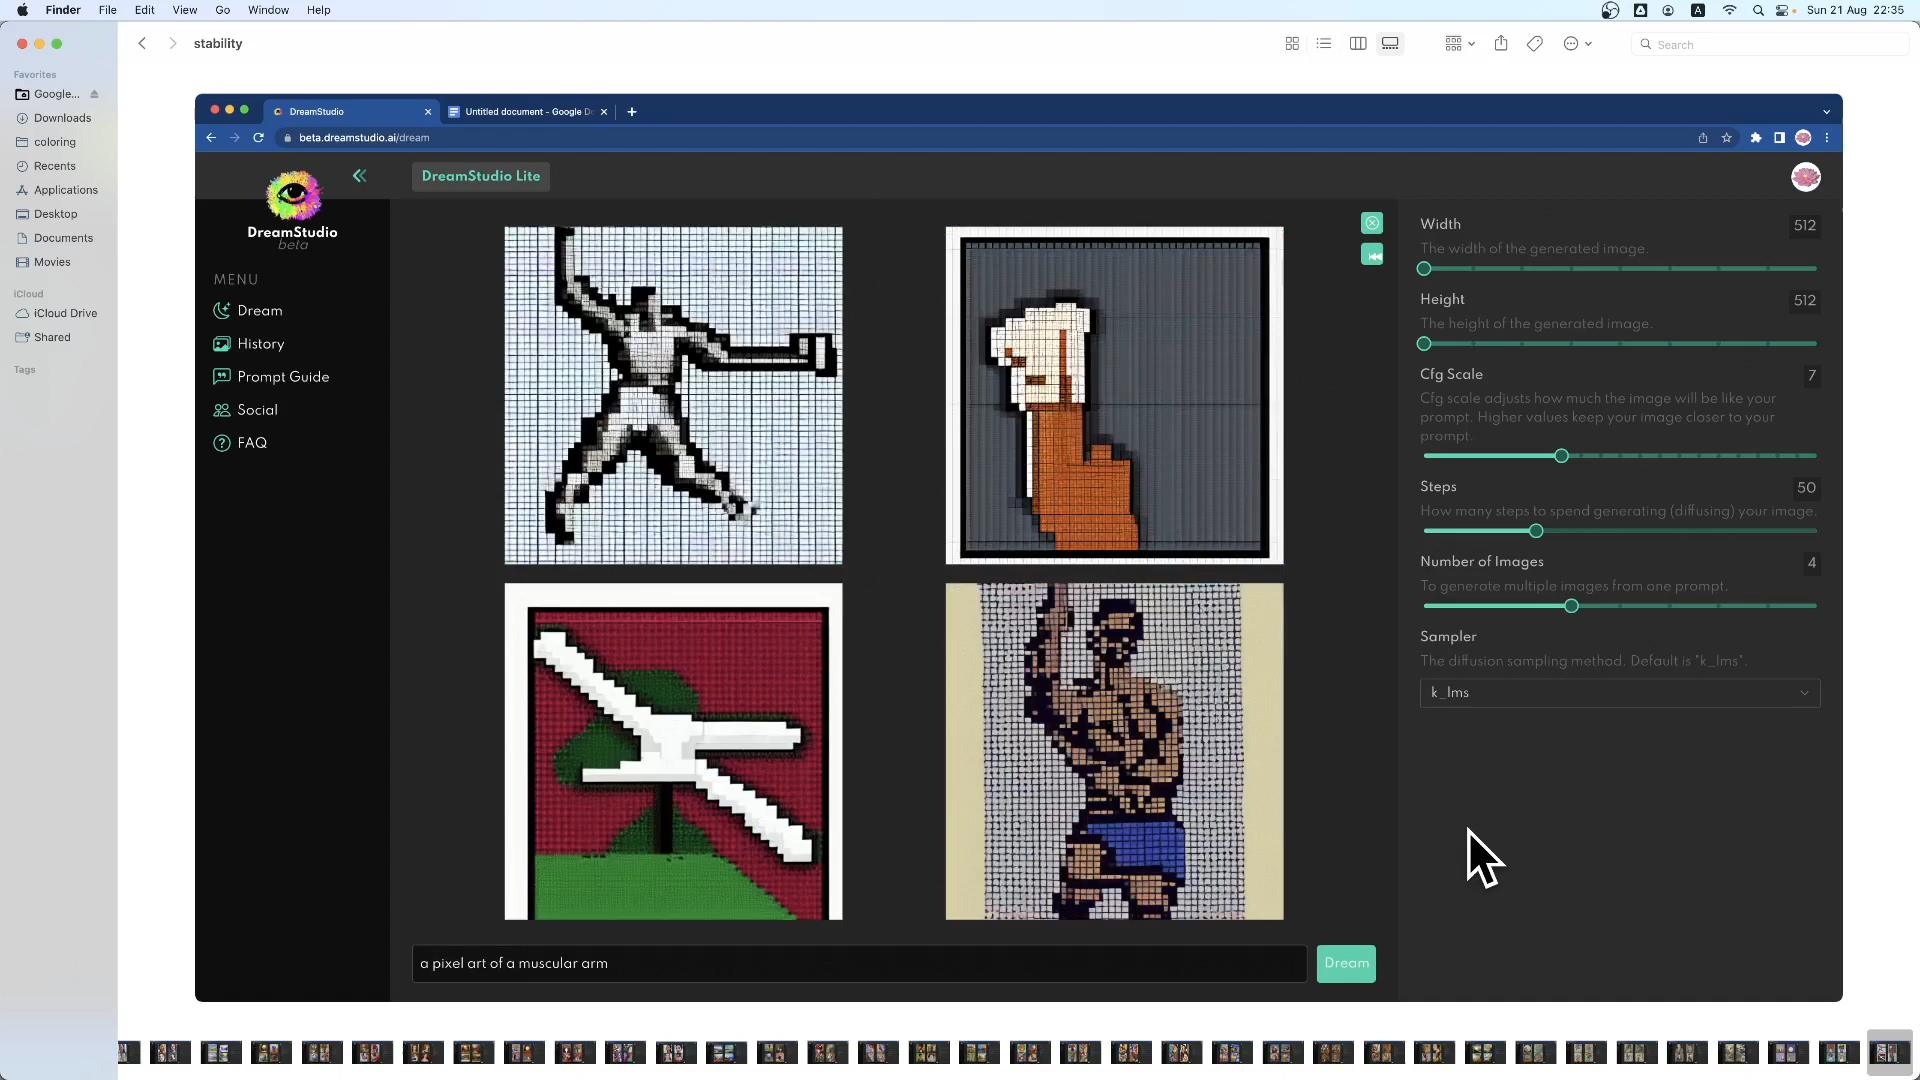 Finder File Edit View Go Window Help
A
Sun 21 Aug 22:35
stability
Search
Favorites
Google...
Downloads
coloring
Recents
Applications
Desktop
Documents
Movies
iCloud
iCloud Drive
Shared
Tags
DreamStudio
Untitled document - Google D
beta.dreamstudio.ai/dream
DreamStudio Lite
DreamStudio
beta
MENU
Dream
History
Prompt Guide
Social
FAQ
Width 512
The width of the generated image.
Height 512
The height of the generated image.
Cfg Scale 7
Cfg scale adjusts how much the image will be like your
prompt. Higher values keep your image closer to your
prompt.
Steps 50
How many steps to spend generating (diffusing) your image.
Number of Images 4
To generate multiple images from one prompt.
Sampler
The diffusion sampling method. Default is "k_lms".
k_lms
a pixel art of a muscular arm
Dream